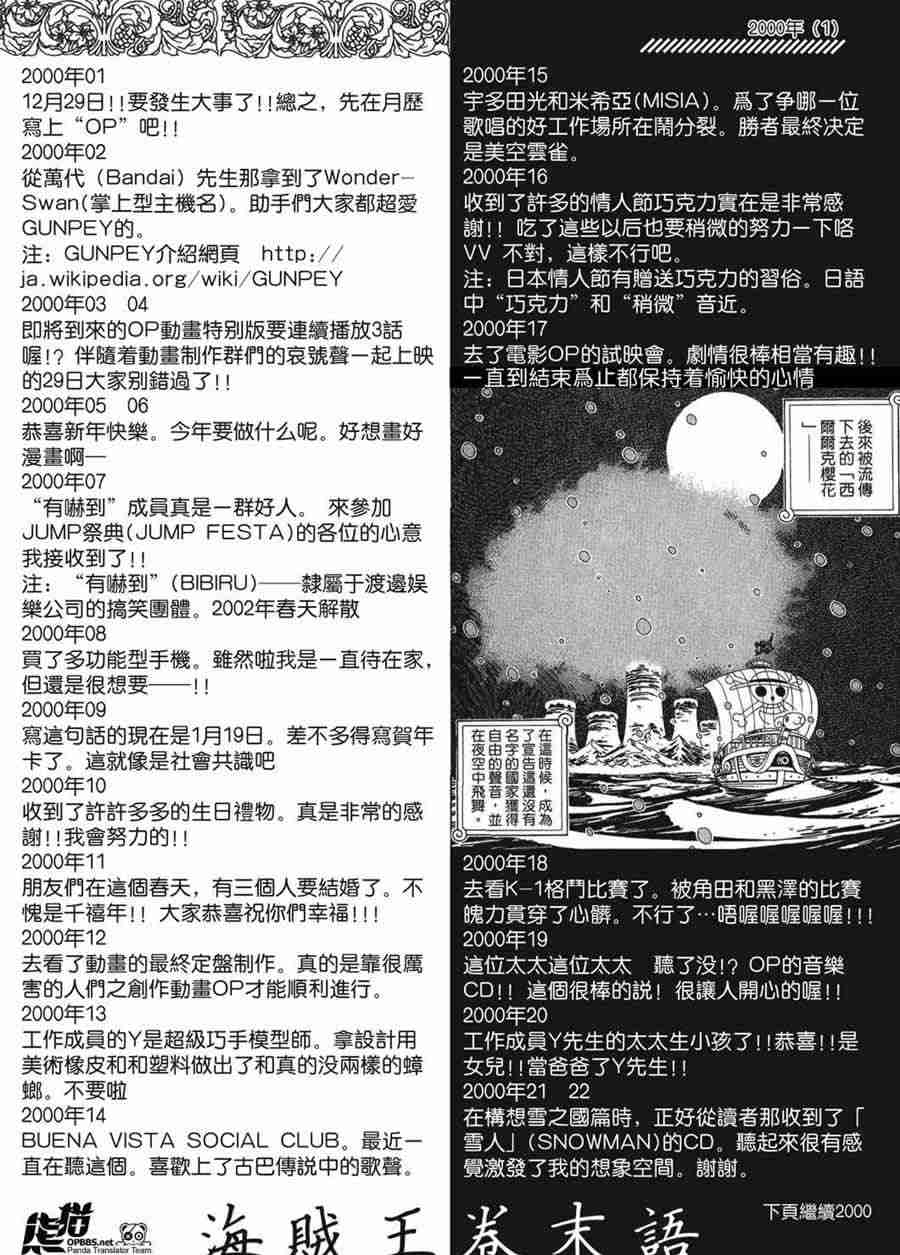 2000年01
12月29日!!要發生大事了!!總之，先在月歷
寫上“OP”吧!!
2000年02
從萬代（Bandai）先生那拿到了Wonder-
Swan(掌上型主機名)。助手們大家都超愛
GUNPEY的。
注：GUNPEY介紹網頁　http://
ja.wikipedia.org/wiki/GUNPEY
2000年03　04
即將到來的OP動畫特別版要連續播放3話
喔!? 伴隨着動畫制作群們的哀號聲一起上映
的29日大家別錯過了!!
2000年05　06
恭喜新年快樂。今年要做什么呢。好想畫好
漫畫啊—
2000年07
“有嚇到”成員真是一群好人。 來參加
JUMP祭典(JUMP FESTA)的各位的心意
我接收到了!!
注：“有嚇到”(BIBIRU)——隸屬于渡邊娛
樂公司的搞笑團體。2002年春天解散
2000年08
買了多功能型手機。雖然啦我是一直待在家，
但還是很想要——!!
2000年09
寫這句話的現在是1月19日。差不多得寫賀年
卡了。這就像是社會共識吧
2000年10
收到了許許多多的生日禮物。真是非常的感
謝!!我會努力的!!
2000年11
朋友們在這個春天，有三個人要結婚了。不
愧是千禧年!! 大家恭喜祝你們幸福!!!
2000年12
去看了動畫的最終定盤制作。真的是靠很厲
害的人們之創作動畫OP才能順利進行。
2000年13
工作成員的Y是超級巧手模型師。拿設計用
美術橡皮和和塑料做出了和真的没兩樣的蟑
螂。不要啦
2000年14
BUENA VISTA SOCIAL CLUB。最近一
直在聽這個。喜歡上了古巴傳説中的歌聲。
2000年（1）
2000年15
宇多田光和米希亞(MISIA)。爲了争哪一位
歌唱的好工作場所在鬧分裂。勝者最終决定
是美空雲雀。
2000年16
收到了許多的情人節巧克力實在是非常感
謝!! 吃了這些以后也要稍微的努力一下咯
VV 不對，這樣不行吧。
注：日本情人節有贈送巧克力的習俗。日語
中“巧克力”和“稍微”音近。
2000年17
去了電影OP的試映會。劇情很棒相當有趣!!
一直到結束爲止都保持着愉快的心情
後來被流傳
下去的「西
爾爾克櫻花
」——
在這時候，成為
了宣告這還沒有
名字的國家獲得
自由的聲音，並
在夜空中飛舞。
2000年18
去看K-1格鬥比賽了。被角田和黑澤的比賽
魄力貫穿了心髒。不行了…唔喔喔喔喔喔!!!
2000年19
這位太太這位太太　聽了没!? OP的音樂
CD!! 這個很棒的説! 很讓人開心的喔!!
2000年20
工作成員Y先生的太太生小孩了!!恭喜!!是
女兒!!當爸爸了Y先生!!
2000年21　22
在構想雪之國篇時，正好從讀者那收到了「
雪人」(SNOWMAN)的CD。聽起來很有感
覺激發了我的想象空間。謝謝。
下頁繼續2000
熊猫
OPBBS.net
Panda Translator Team
海賊王 卷末語